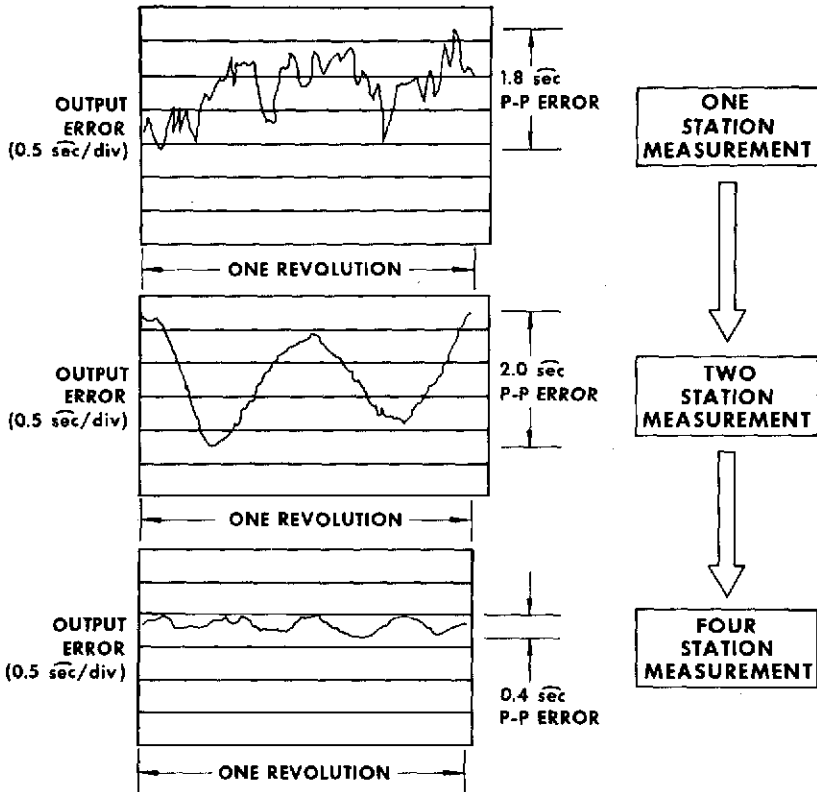 OUTPUT
ERROR
(0.5 sec/div)
1.8 sec
P-P ERROR
ONE
STATION
MEASUREMENT
ONE REVOLUTION
OUTPUT
ERROR
(0.5 sec/div)
2.0 sec
P-P ERROR
TWO
STATION
MEASUREMENT
ONE REVOLUTION
OUTPUT
ERROR
(0.5 sec/div)
0.4 sec
P-P ERROR
FOUR
STATION
MEASUREMENT
ONE REVOLUTION